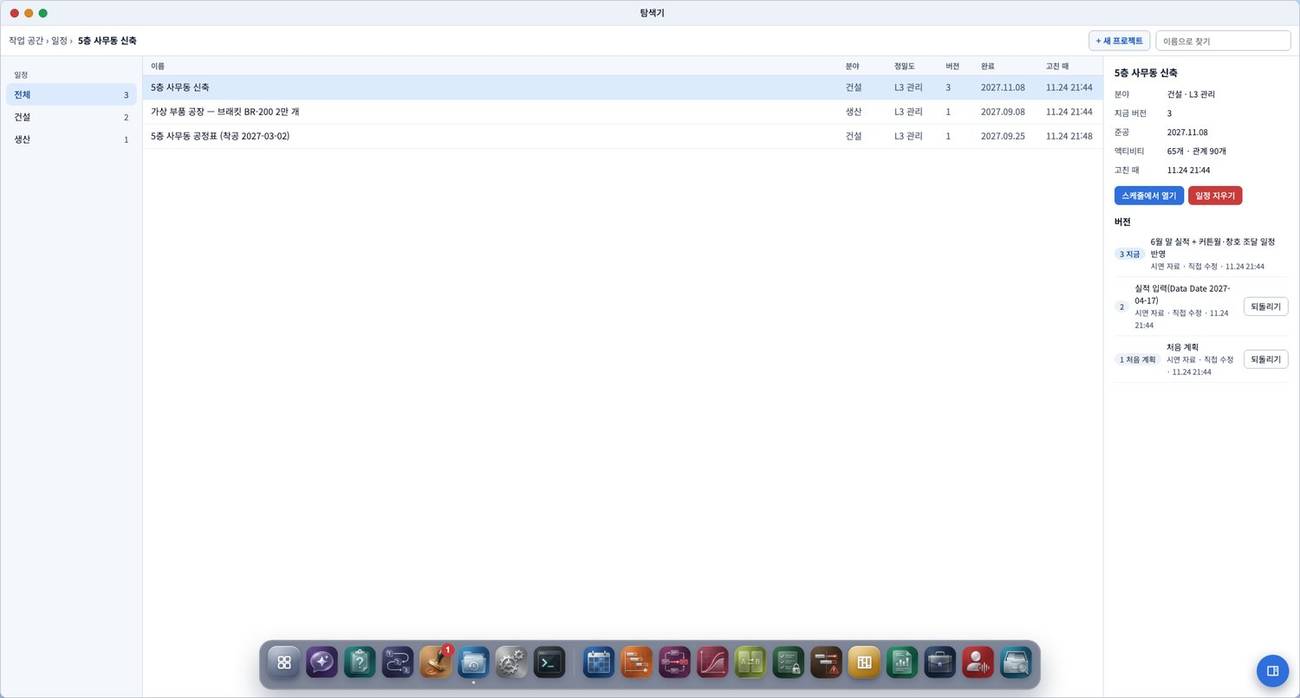 탐색기
작업 공간 › 일정 › 5층 사무동 신축
+ 새 프로젝트
이름으로 찾기
일정
전체 3
건설 2
생산 1
이름 분야 정밀도 버전 완료 고친 때
5층 사무동 신축 건설 L3 관리 3 2027.11.08 11.24 21:44
가상 부품 공장 — 브래킷 BR-200 2만 개 생산 L3 관리 1 2027.09.08 11.24 21:44
5층 사무동 공정표 (착공 2027-03-02) 건설 L3 관리 1 2027.09.25 11.24 21:48
5층 사무동 신축
분야 건설 · L3 관리
지금 버전 3
준공 2027.11.08
액티비티 65개 · 관계 90개
고친 때 11.24 21:44
스케줄에서 열기 일정 지우기
버전
3 지금
6월 말 실적 + 커튼월·창호 조달 일정
반영
시연 자료 · 직접 수정 · 11.24 21:44
2
실적 입력(Data Date 2027-
04-17)
시연 자료 · 직접 수정 · 11.24
21:44
되돌리기
1 처음 계획
처음 계획
시연 자료 · 직접 수정
· 11.24 21:44
되돌리기
1